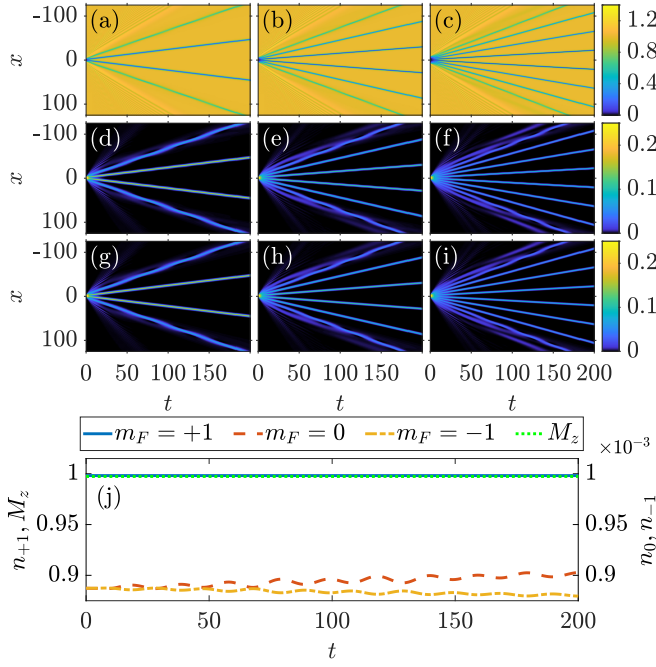 (a) (b) (c)
-100
0
100
x
1.2
0.8
0.4
(d) (e) (f)
-100
0
100
x
0.2
0.1
0
(g) (h) (i)
-100
0
100
x
0.2
0.1
0
0 50 100 150 0 50 100 150 0 50 100 150 200
t t t
m_F = +1 m_F = 0 m_F = −1 M_z
×10⁻³
(j)
1
0.95
0.9
n_{+1}, M_z
1
0.95
0.9
n_0, n_{−1}
0 50 100 150 200
t